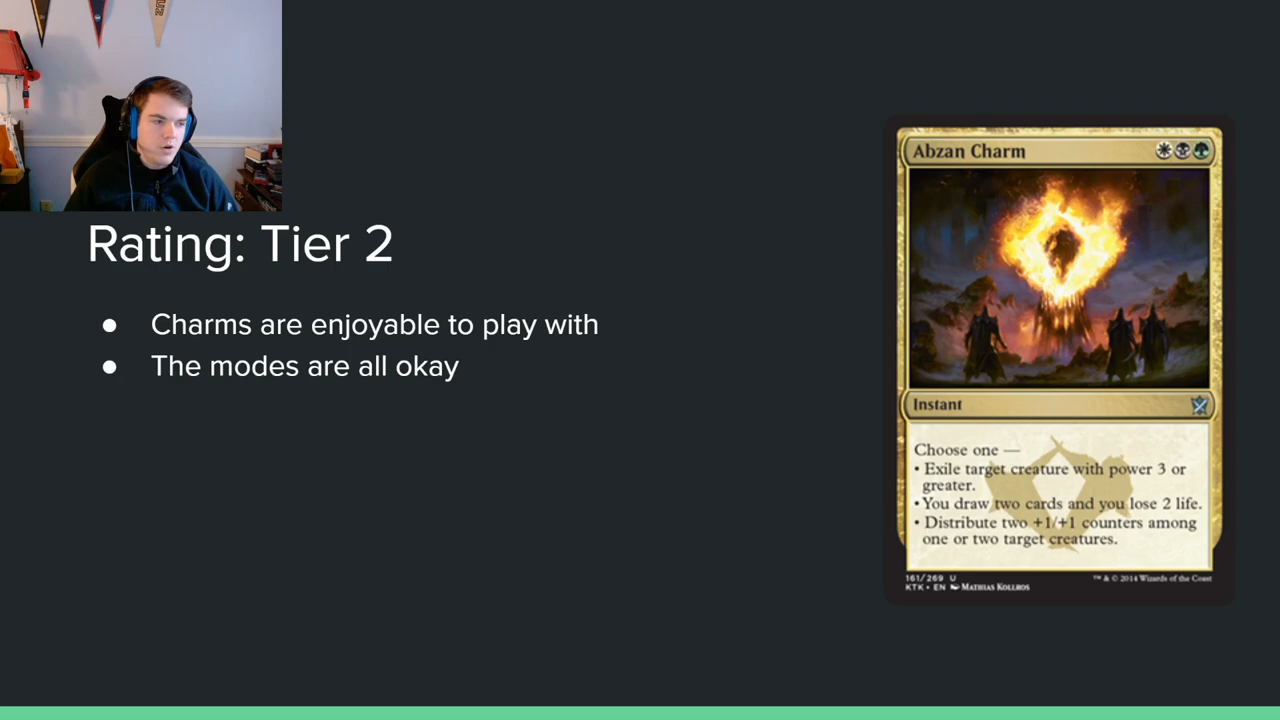 Rating: Tier 2
● Charms are enjoyable to play with
● The modes are all okay
Abzan Charm
Instant
Choose one —
• Exile target creature with power 3 or
greater.
• You draw two cards and you lose 2 life.
• Distribute two +1/+1 counters among
one or two target creatures.
161/269 U
KTK • EN MATHIAS KOLLROS
™ & © 2014 Wizards of the Coast